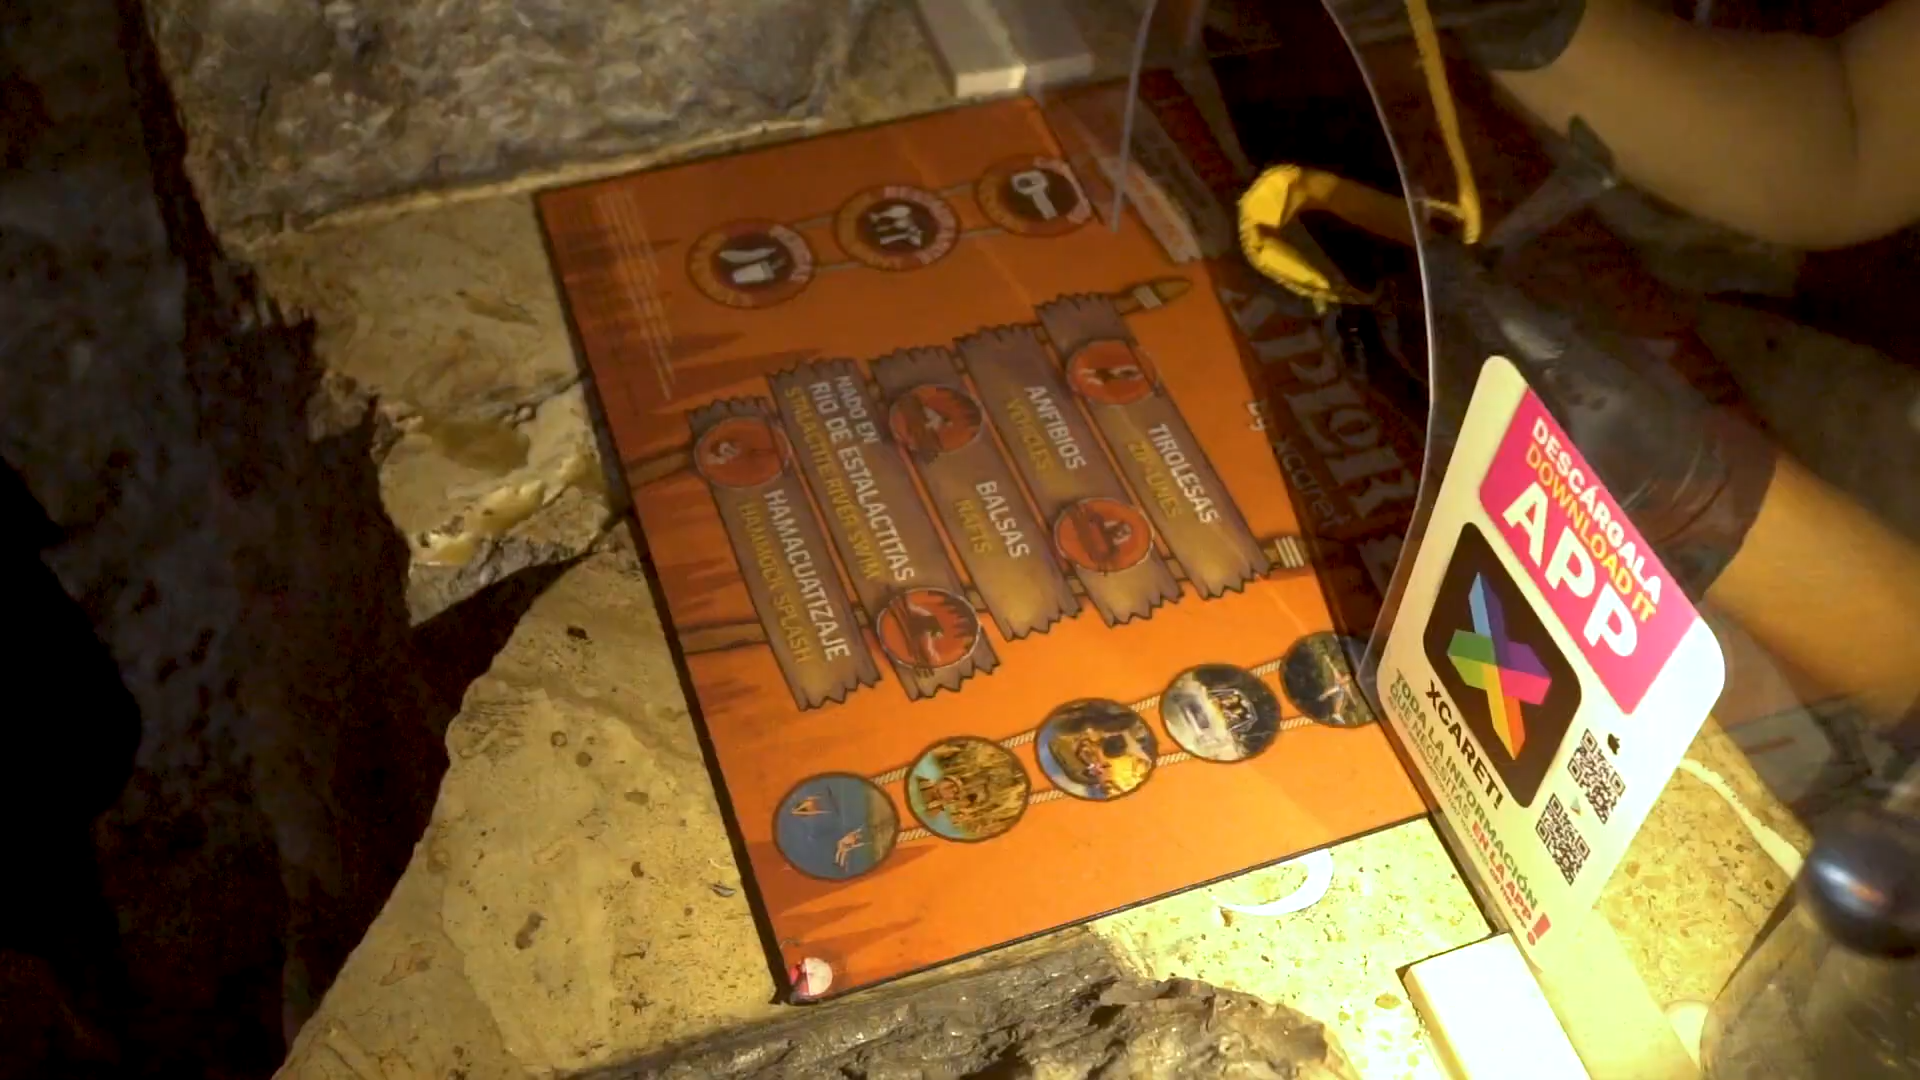 XPLOR
by xcaret
TIROLESAS
ZIP-LINES
ANFIBIOS
VEHICLES
BALSAS
RAFTS
NADO EN
RÍO DE ESTALACTITAS
STALACTITE RIVER SWIM
HAMACUATIZAJE
HAMMOCK SPLASH
DESCÁRGALA
DOWNLOAD IT
APP
XCARET!
TODA LA INFORMACIÓN
QUE NECESITAS EN LA APP!